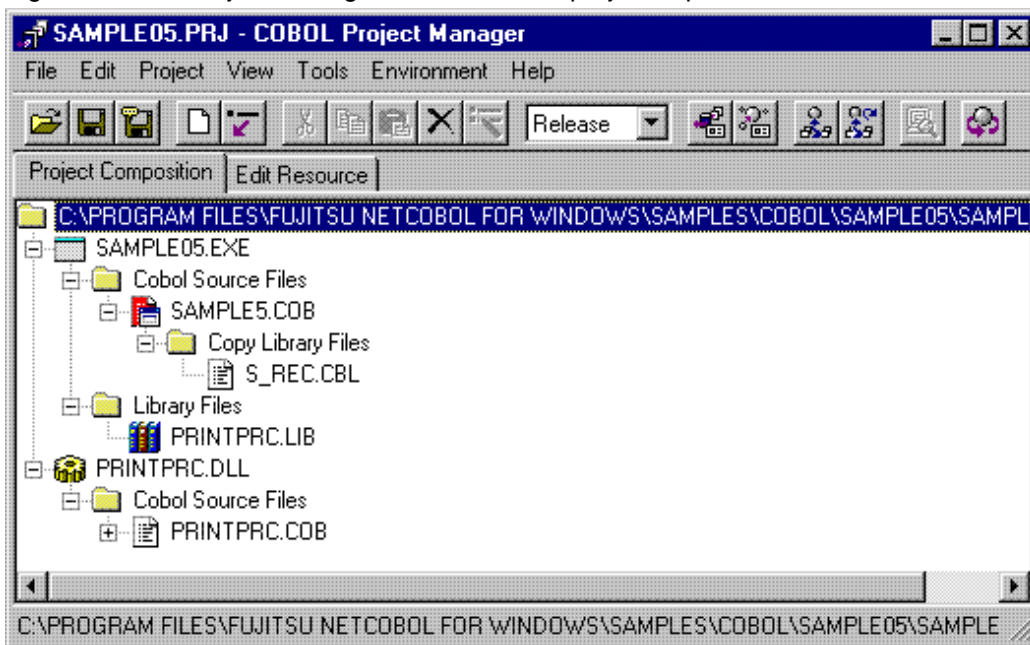 SAMPLE05.PRJ - COBOL Project Manager
File Edit Project View Tools Environment Help
Release
Project Composition Edit Resource
C:\PROGRAM FILES\FUJITSU NETCOBOL FOR WINDOWS\SAMPLES\COBOL\SAMPLE05\SAMPL
SAMPLE05.EXE
Cobol Source Files
SAMPLE5.COB
Copy Library Files
S_REC.CBL
Library Files
PRINTPRC.LIB
PRINTPRC.DLL
Cobol Source Files
PRINTPRC.COB
C:\PROGRAM FILES\FUJITSU NETCOBOL FOR WINDOWS\SAMPLES\COBOL\SAMPLE05\SAMPLE